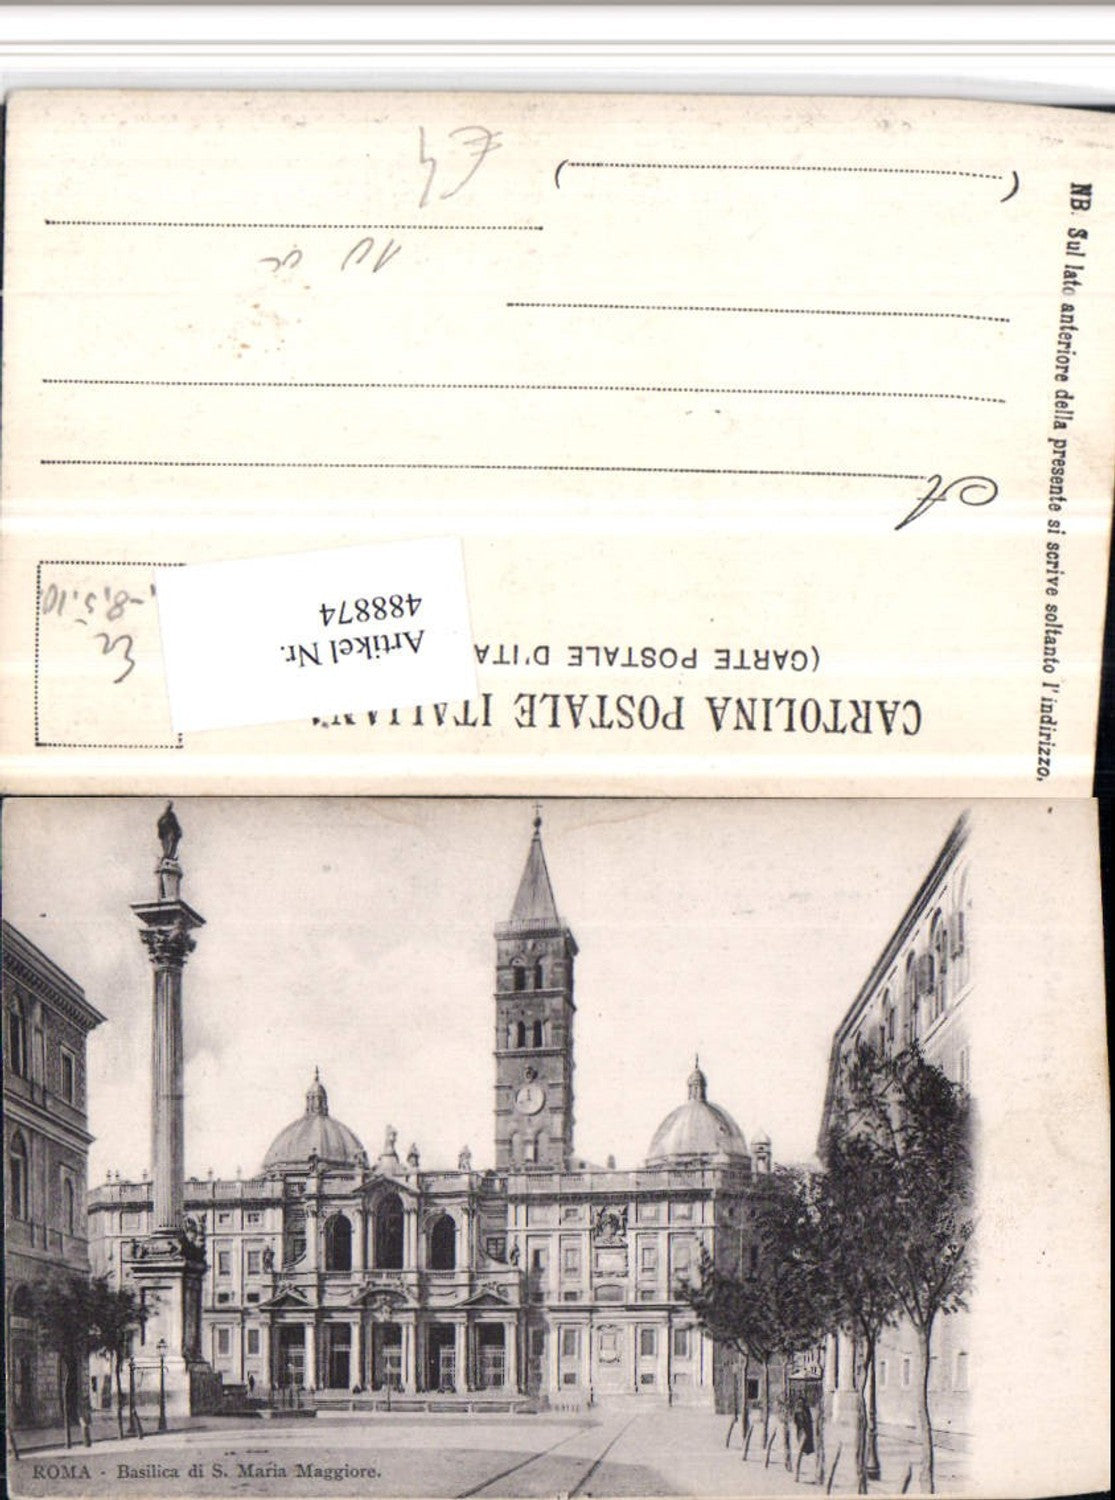 CARTOLINA POSTALE ITALIANA
(CARTE POSTALE D'ITA
Artikel Nr.
488874
A
NB. Sul lato anteriore della presente si scrive soltanto l'indirizzo.
€4
ROMA - Basilica di S. Maria Maggiore.